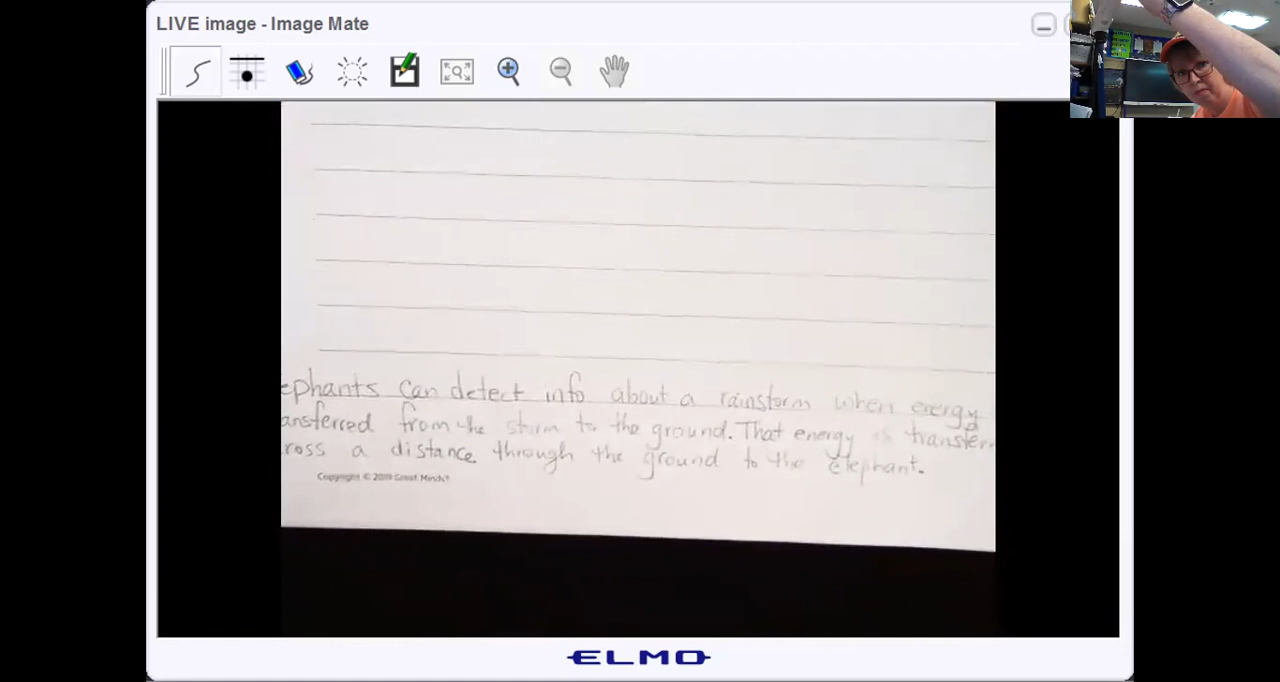 LIVE image - Image Mate
ephants can detect info about a rainstorm when energy
ansferred from the storm to the ground. That energy is transfer
ross a distance through the ground to the elephant.
Copyright © 2019 Great Minds®
ELMO